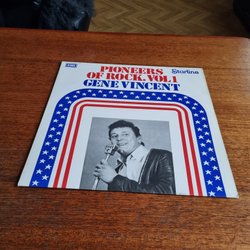 EMI
PIONEERS
Starline
OF ROCK. VOL 1
GENE VINCENT